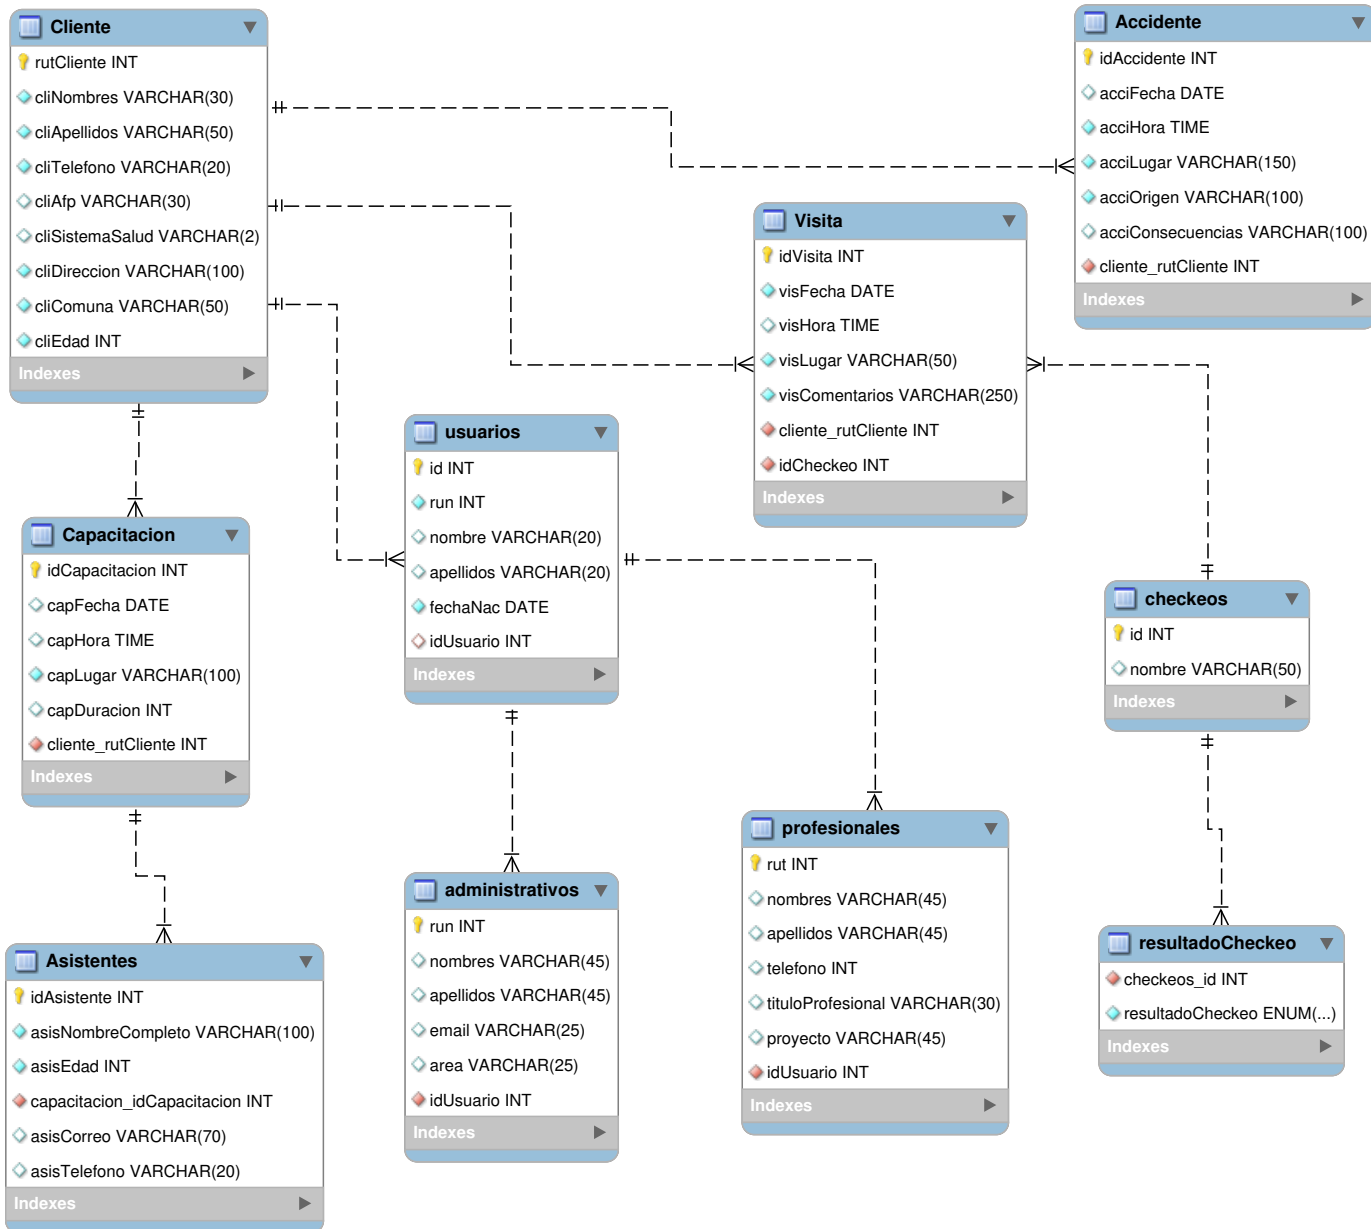 Cliente
rutCliente INT
cliNombres VARCHAR(30)
cliApellidos VARCHAR(50)
cliTelefono VARCHAR(20)
cliAfp VARCHAR(30)
cliSistemaSalud VARCHAR(2)
cliDireccion VARCHAR(100)
cliComuna VARCHAR(50)
cliEdad INT
Indexes
Accidente
idAccidente INT
acciFecha DATE
acciHora TIME
acciLugar VARCHAR(150)
acciOrigen VARCHAR(100)
acciConsecuencias VARCHAR(100)
cliente_rutCliente INT
Indexes
Visita
idVisita INT
visFecha DATE
visHora TIME
visLugar VARCHAR(50)
visComentarios VARCHAR(250)
cliente_rutCliente INT
idCheckeo INT
Indexes
usuarios
id INT
run INT
nombre VARCHAR(20)
apellidos VARCHAR(20)
fechaNac DATE
idUsuario INT
Indexes
Capacitacion
idCapacitacion INT
capFecha DATE
capHora TIME
capLugar VARCHAR(100)
capDuracion INT
cliente_rutCliente INT
Indexes
checkeos
id INT
nombre VARCHAR(50)
Indexes
profesionales
rut INT
nombres VARCHAR(45)
apellidos VARCHAR(45)
telefono INT
tituloProfesional VARCHAR(30)
proyecto VARCHAR(45)
idUsuario INT
Indexes
administrativos
run INT
nombres VARCHAR(45)
apellidos VARCHAR(45)
email VARCHAR(25)
area VARCHAR(25)
idUsuario INT
Indexes
resultadoCheckeo
checkeos_id INT
resultadoCheckeo ENUM(...)
Indexes
Asistentes
idAsistente INT
asisNombreCompleto VARCHAR(100)
asisEdad INT
capacitacion_idCapacitacion INT
asisCorreo VARCHAR(70)
asisTelefono VARCHAR(20)
Indexes